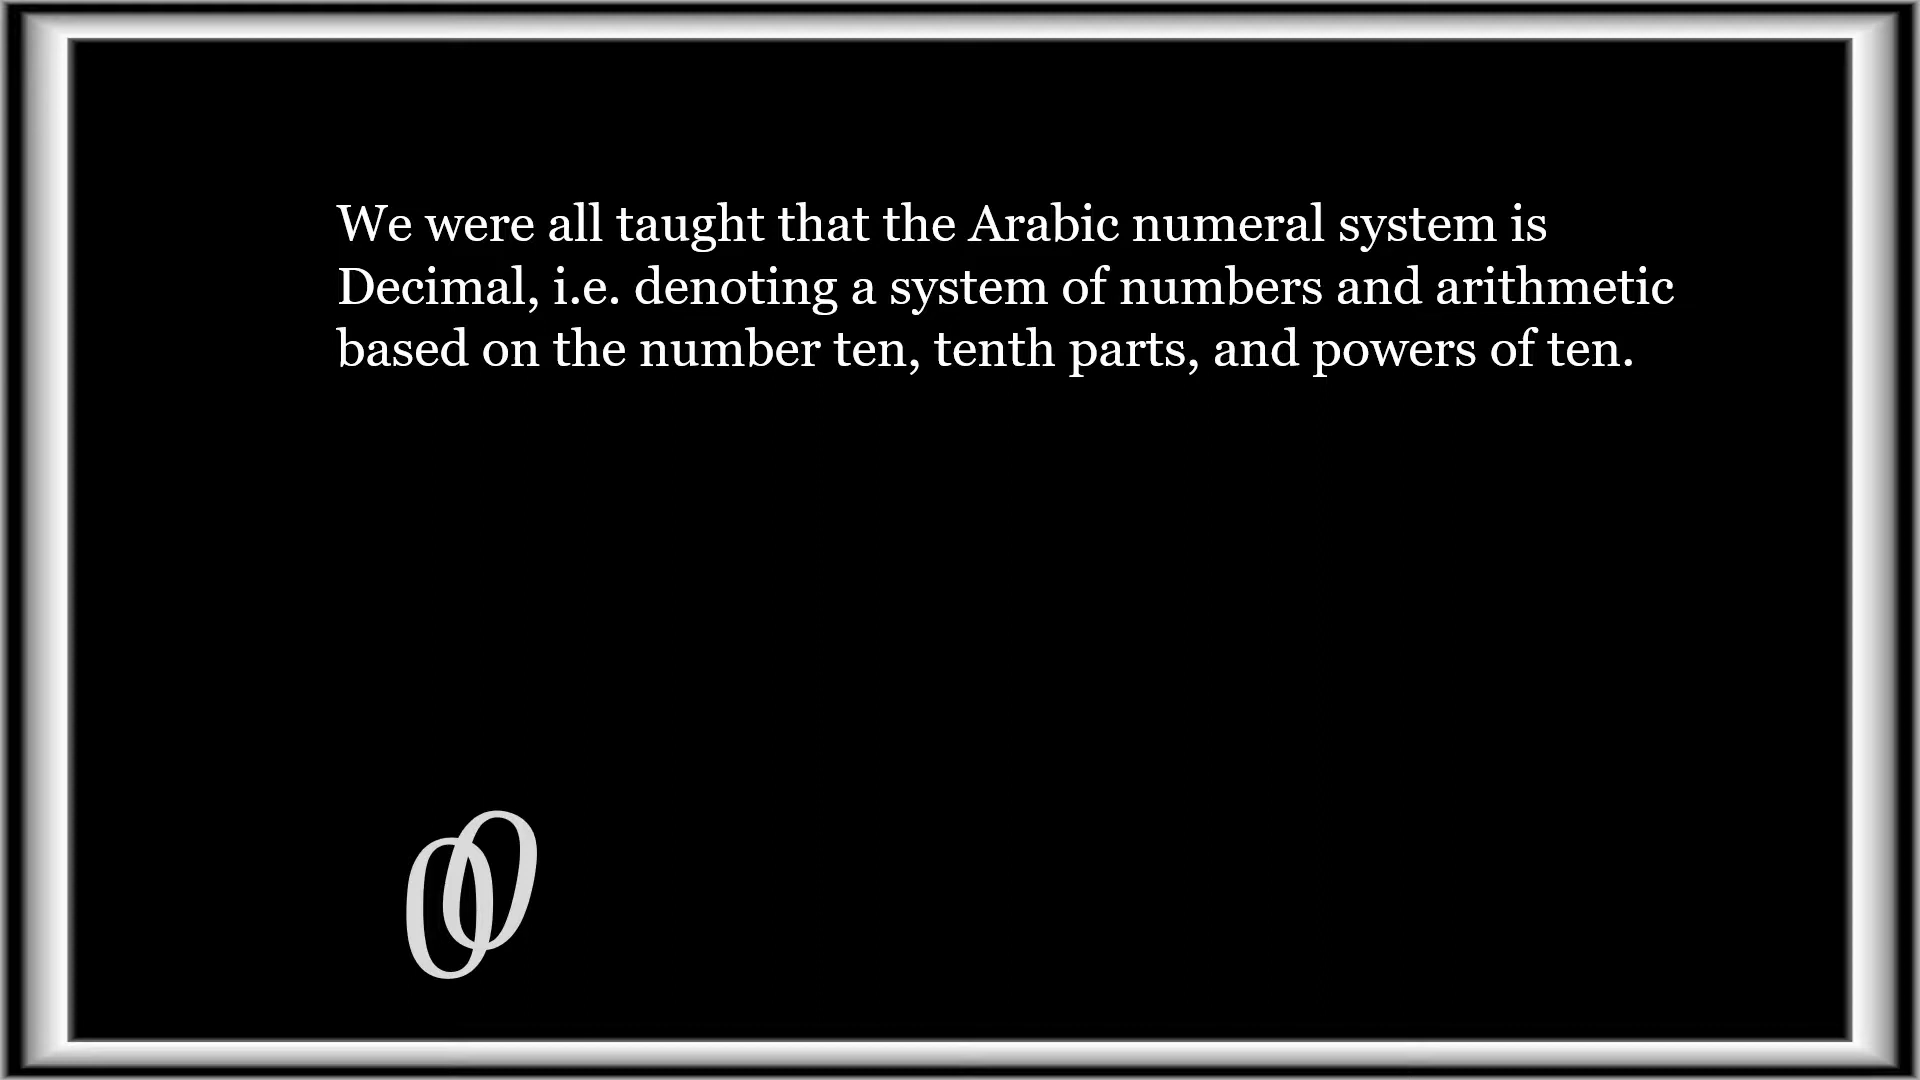 We were all taught that the Arabic numeral system is
Decimal, i.e. denoting a system of numbers and arithmetic
based on the number ten, tenth parts, and powers of ten.
00